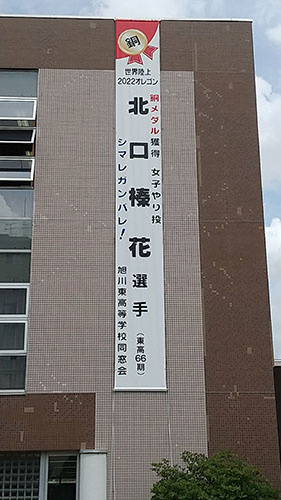 銅
世界陸上
2022オレゴン
銅メダル獲得 女子やり投
北口榛花選手
(東高66期)
シマレガンバレ!
旭川東高等学校同窓会